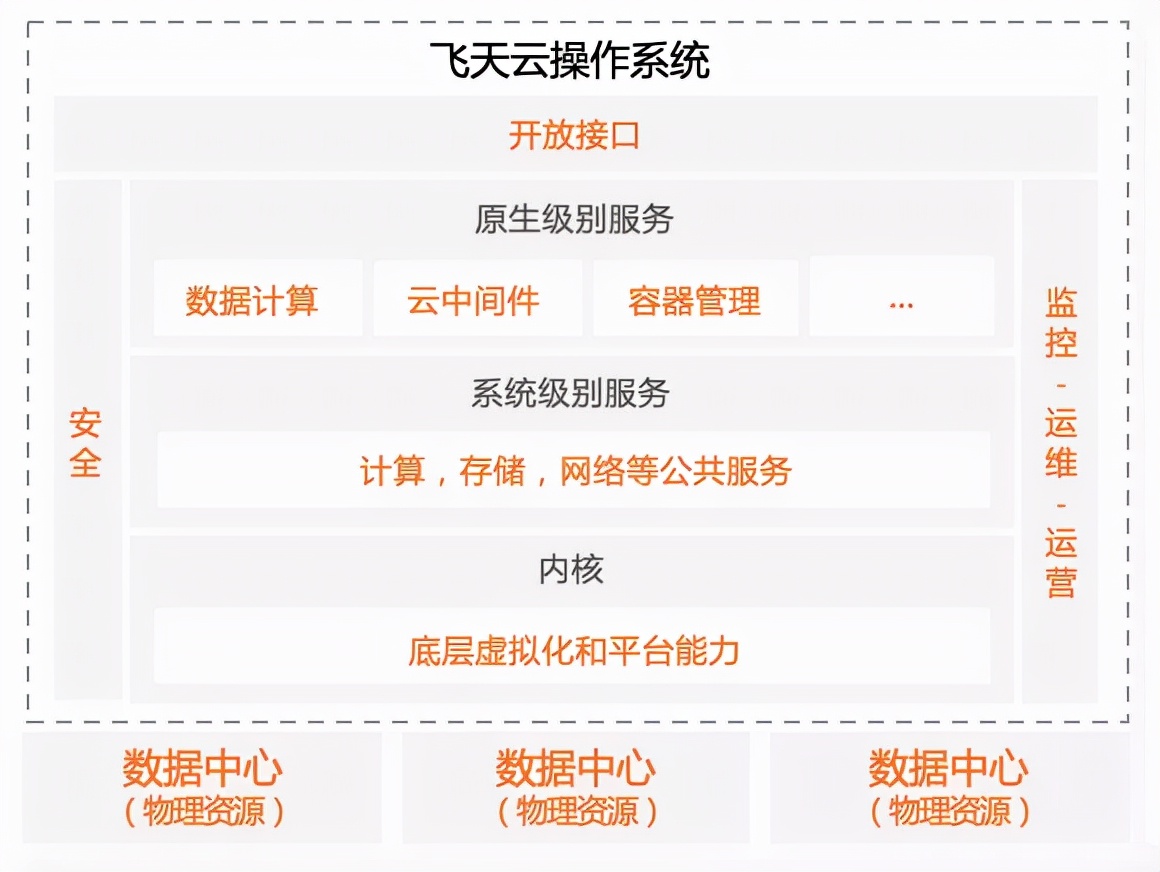 飞天云操作系统
开放接口
安全
原生级别服务
数据计算
云中间件
容器管理
...
系统级别服务
计算，存储，网络等公共服务
内核
底层虚拟化和平台能力
监控-运维-运营
数据中心
（物理资源）
数据中心
（物理资源）
数据中心
（物理资源）